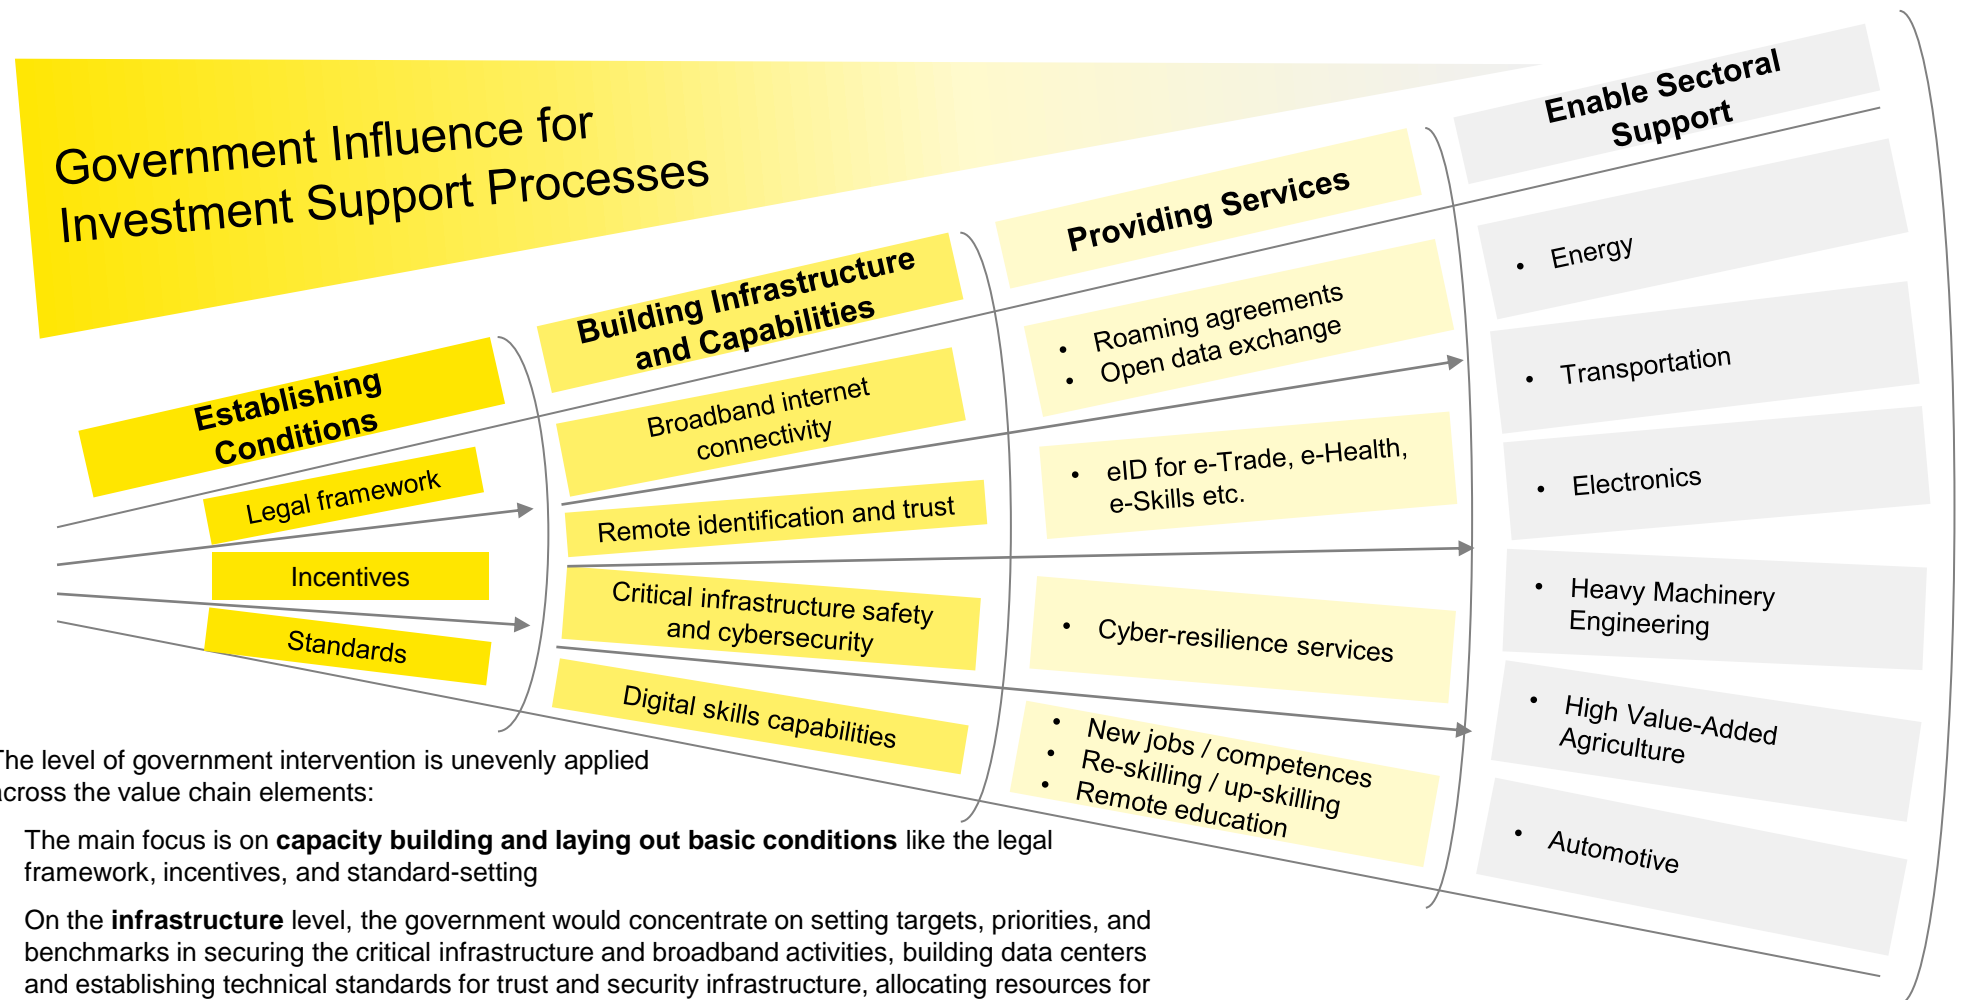 Government Influence for
Investment Support Processes
Establishing
Conditions
Legal framework
Incentives
Standards
Building Infrastructure
and Capabilities
Broadband internet
connectivity
Remote identification and trust
Critical infrastructure safety
and cybersecurity
Digital skills capabilities
Providing Services
• Roaming agreements
• Open data exchange
• eID for e-Trade, e-Health,
e-Skills etc.
• Cyber-resilience services
• New jobs / competences
• Re-skilling / up-skilling
• Remote education
Enable Sectoral
Support
• Energy
• Transportation
• Electronics
• Heavy Machinery
Engineering
• High Value-Added
Agriculture
• Automotive
The level of government intervention is unevenly applied
across the value chain elements:
The main focus is on capacity building and laying out basic conditions like the legal
framework, incentives, and standard-setting
On the infrastructure level, the government would concentrate on setting targets, priorities, and
benchmarks in securing the critical infrastructure and broadband activities, building data centers
and establishing technical standards for trust and security infrastructure, allocating resources for